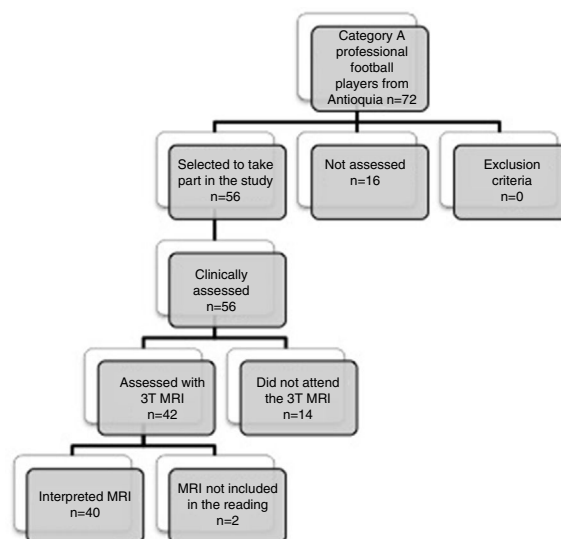 Category A
professional
football
players from
Antioquia n=72
Selected to take
part in the study
n=56
Not assessed
n=16
Exclusion
criteria
n=0
Clinically
assessed
n=56
Assessed with
3T MRI
n=42
Did not attend
the 3T MRI
n=14
Interpreted MRI
n=40
MRI not included
in the reading
n=2